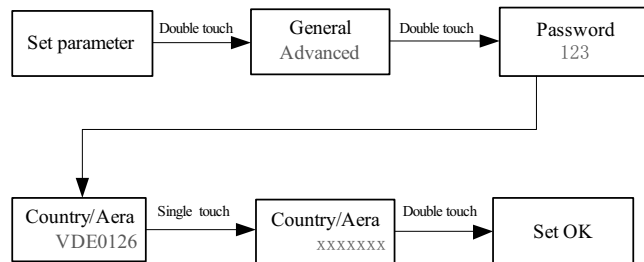 Set parameter
Double touch
General
Advanced
Double touch
Password
123
Country/Aera
VDE0126
Single touch
Country/Aera
xxxxxxx
Double touch
Set OK